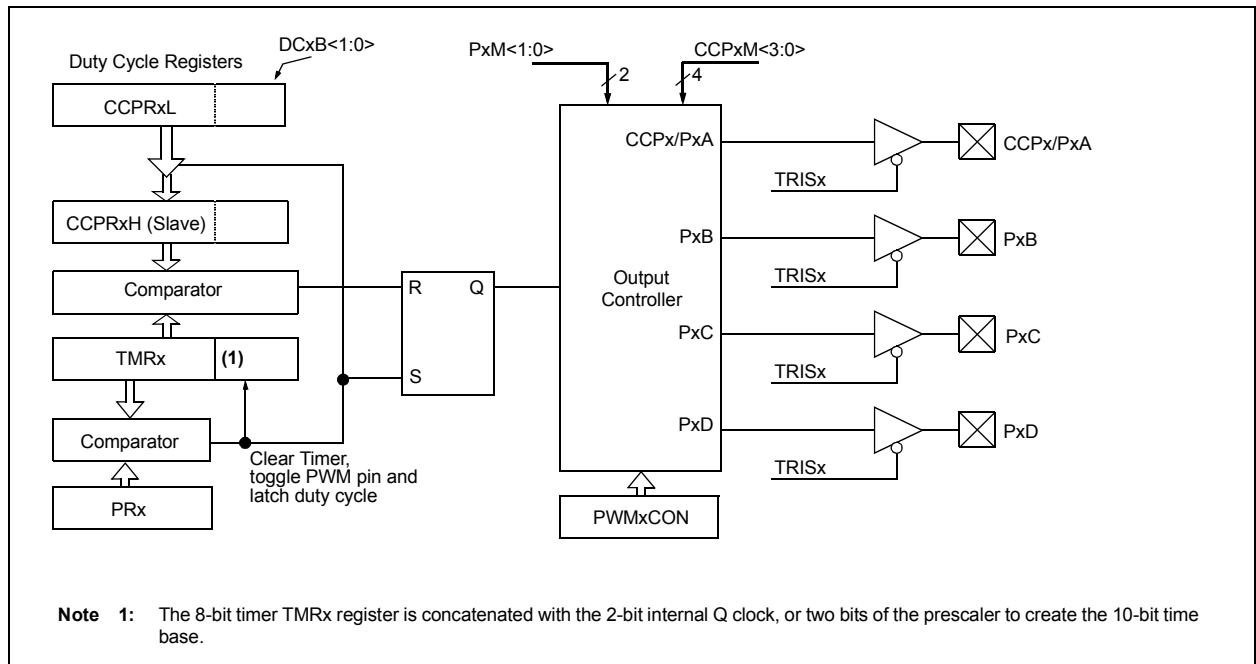 DCxB<1:0>
Duty Cycle Registers
CCPRxL
CCPRxH (Slave)
Comparator
TMRx
(1)
Comparator
PRx
Clear Timer,
toggle PWM pin and
latch duty cycle
R
Q
S
PxM<1:0>
2
CCPxM<3:0>
4
Output
Controller
CCPx/PxA
PxB
PxC
PxD
PWMxCON
TRISx
CCPx/PxA
TRISx
PxB
TRISx
PxC
TRISx
PxD
Note 1: The 8-bit timer TMRx register is concatenated with the 2-bit internal Q clock, or two bits of the prescaler to create the 10-bit time
base.